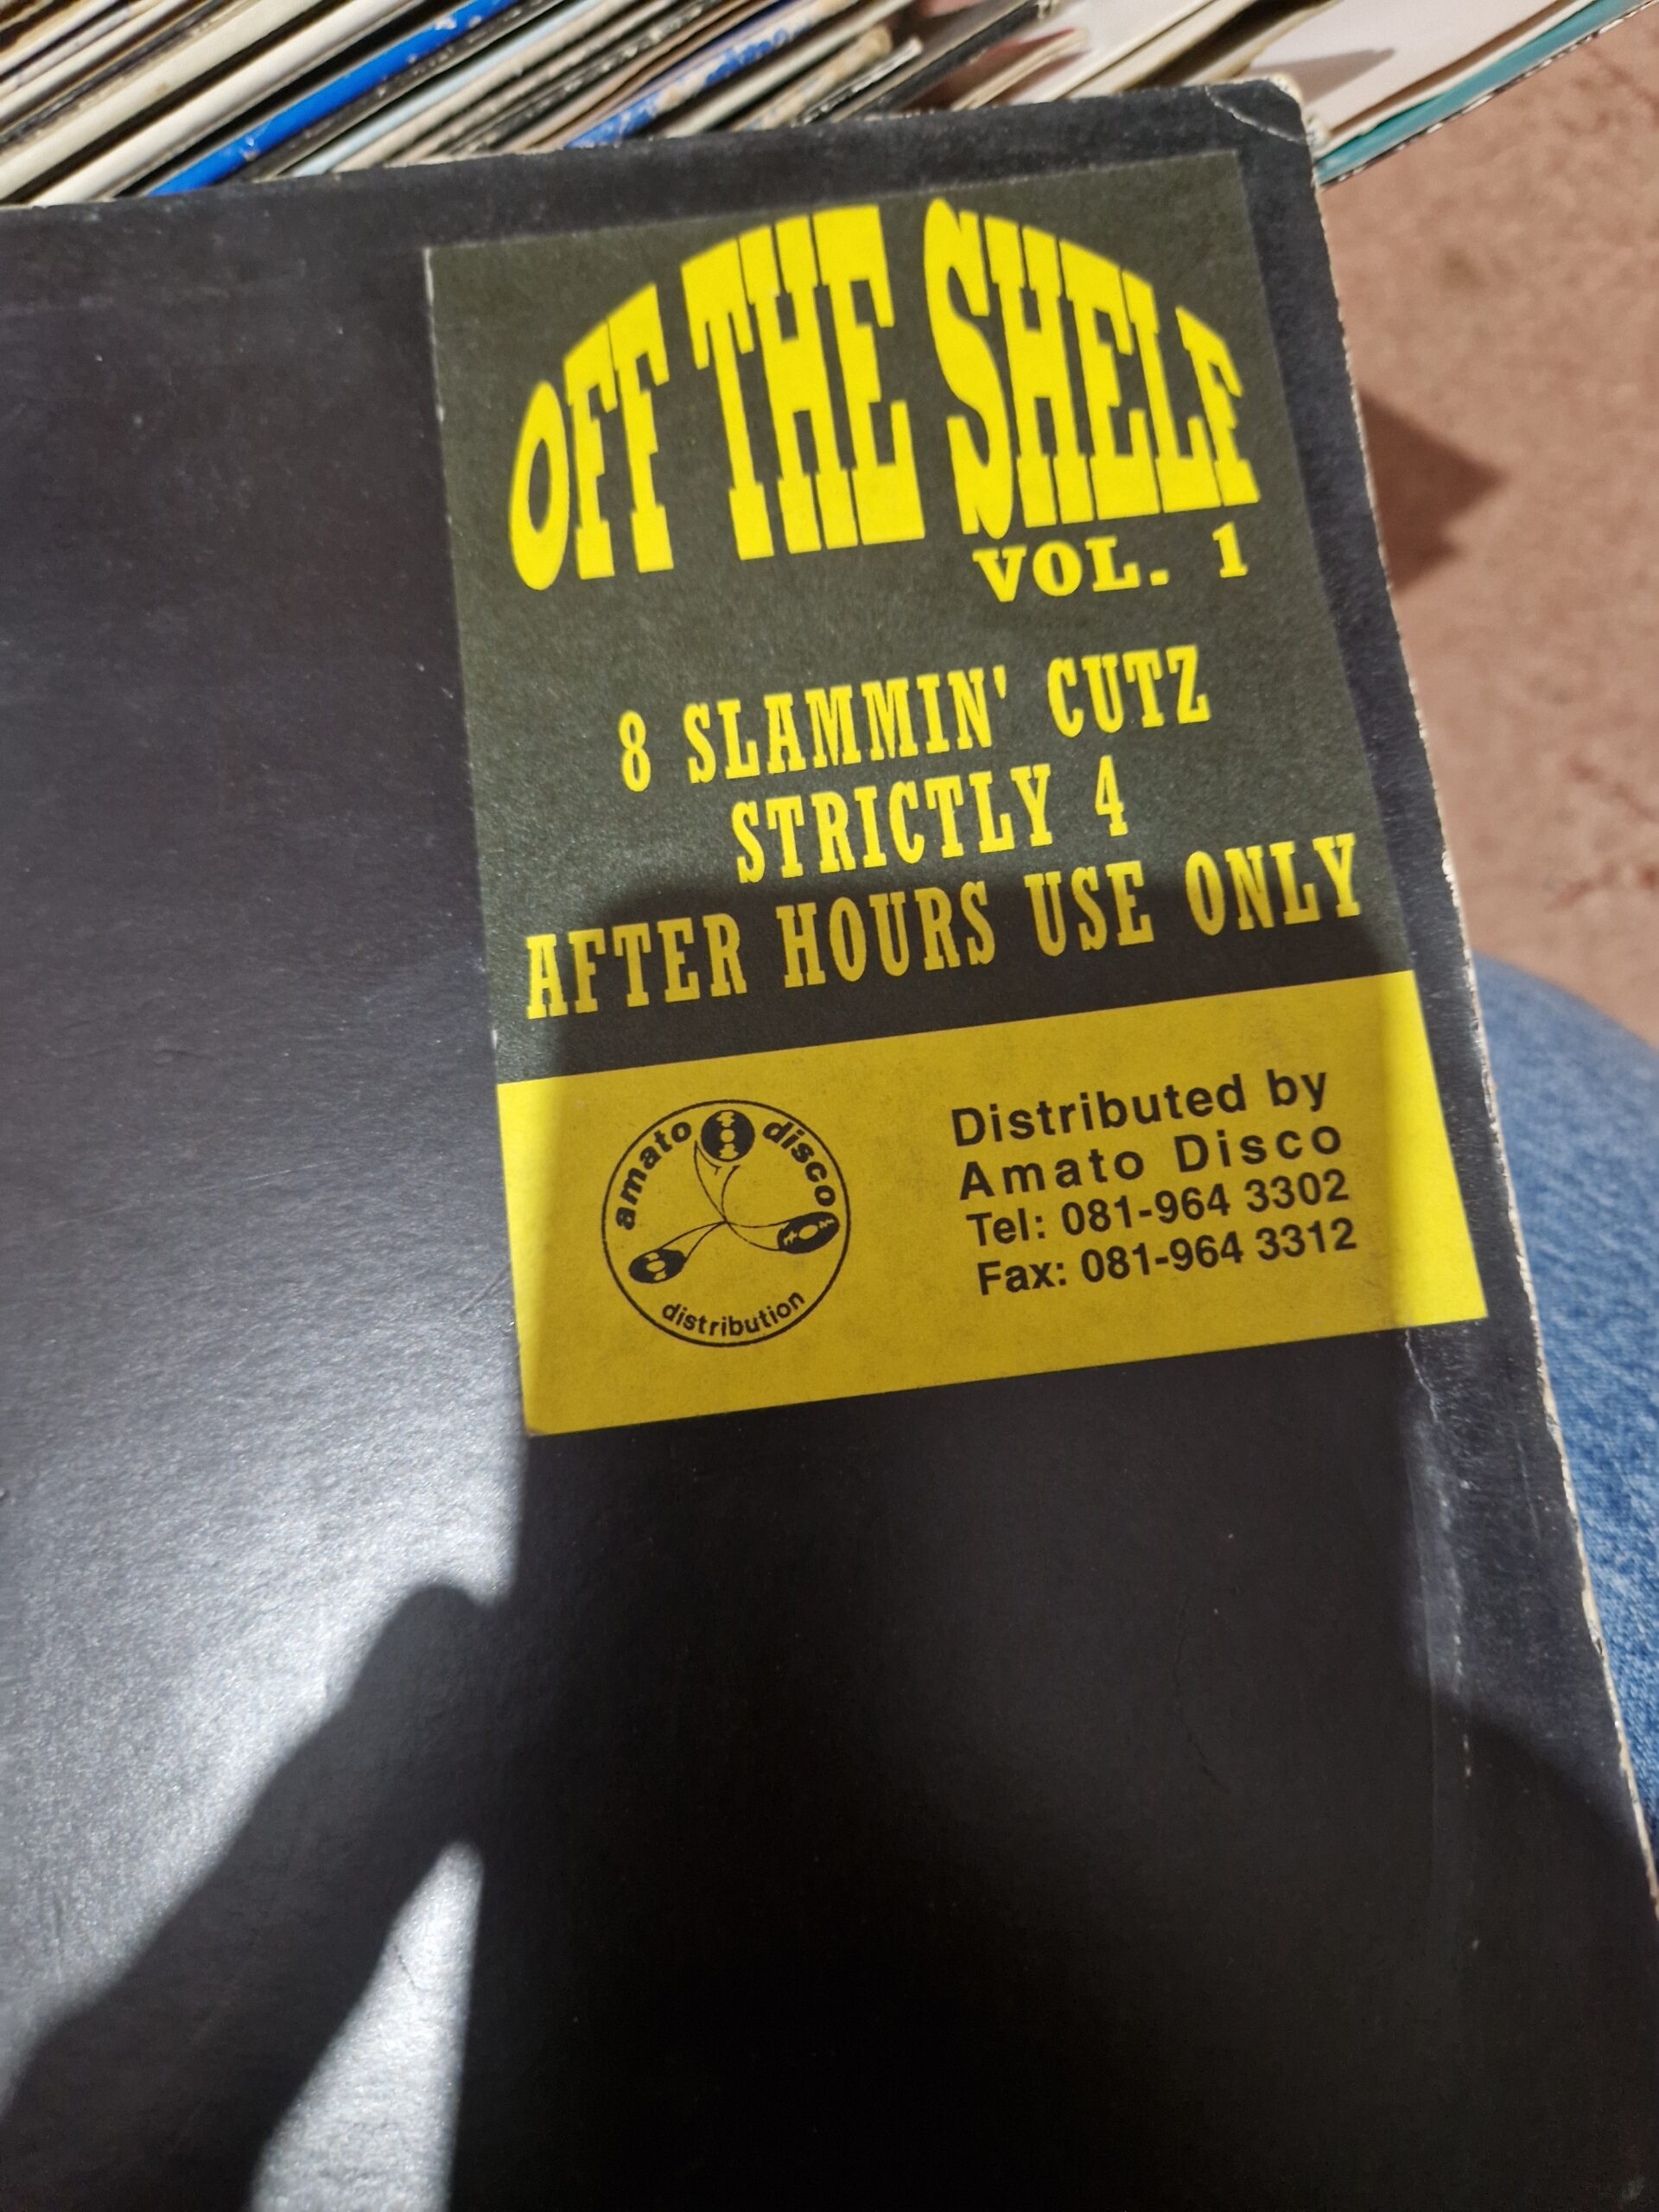 OFF THE SHELF
VOL. 1
8 SLAMMIN' CUTZ
STRICTLY 4
AFTER HOURS USE ONLY
amato disco
distribution
Distributed by
Amato Disco
Tel: 081-964 3302
Fax: 081-964 3312